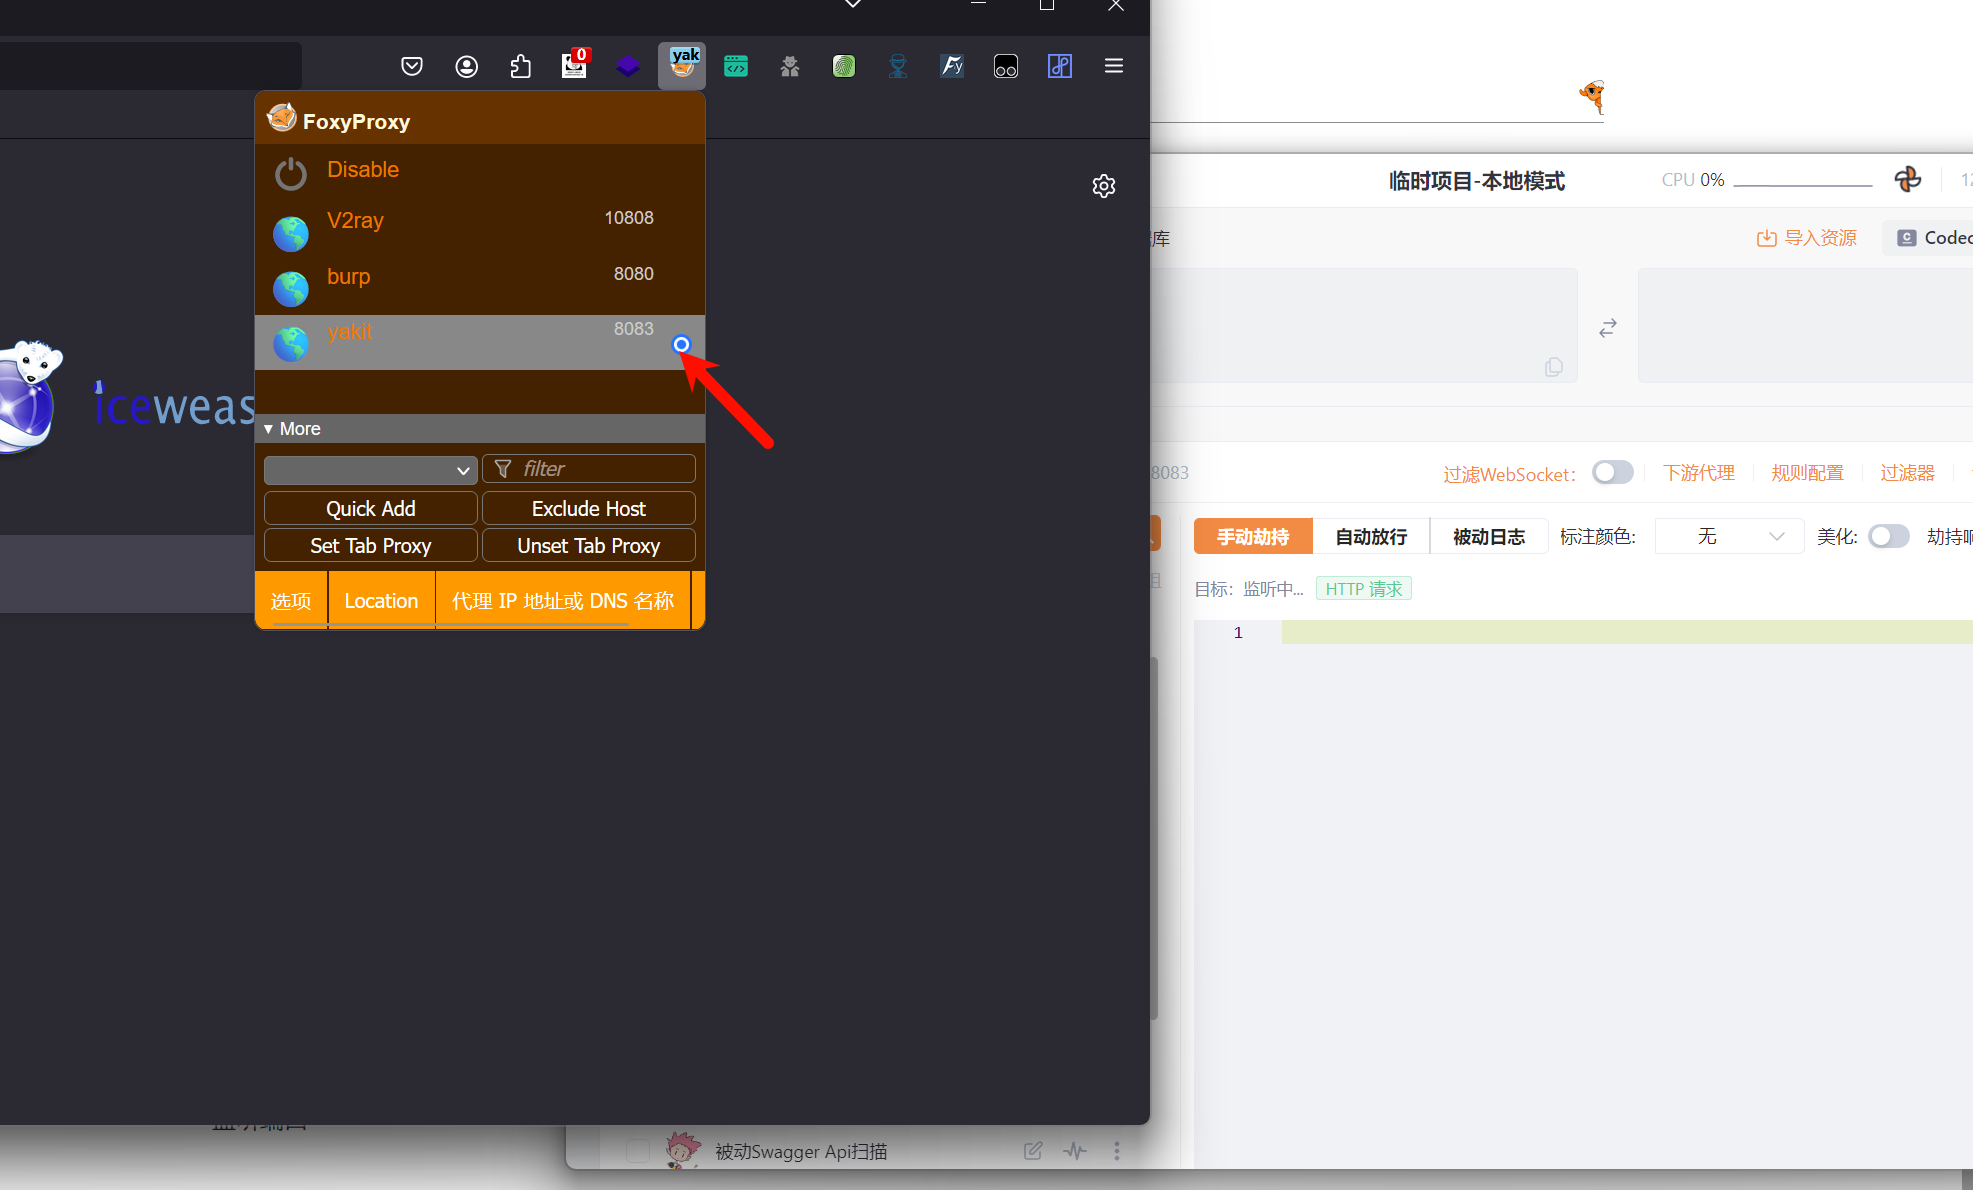 0
yak
FoxyProxy
Disable
V2ray
10808
burp
8080
yakit
8083
More
filter
Quick Add
Exclude Host
Set Tab Proxy
Unset Tab Proxy
选项
Location
代理 IP 地址或 DNS 名称
iceweas
临时项目-本地模式
CPU 0%
12
库
导入资源
Codec
8083
过滤WebSocket:
下游代理
规则配置
过滤器
手动劫持
自动放行
被动日志
标注颜色:
无
美化:
劫持响
目标: 监听中...
HTTP 请求
1
被动Swagger Api扫描